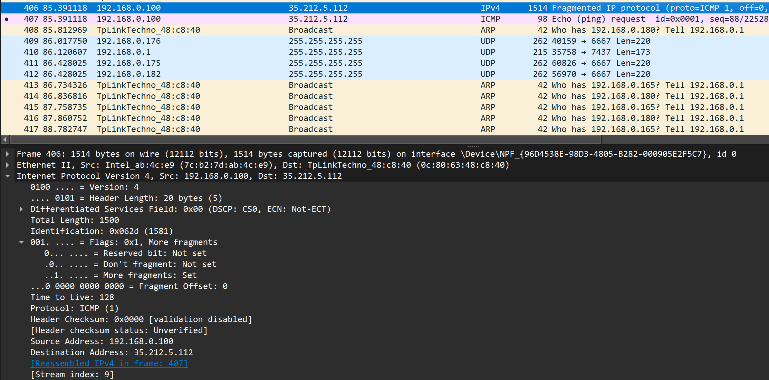 406 85.391118 192.168.0.100 35.212.5.112 IPv4 1514 Fragmented IP protocol (proto=ICMP 1, off=0,
407 85.391118 192.168.0.100 35.212.5.112 ICMP 98 Echo (ping) request id=0x0001, seq=88/22528
408 85.812969 TpLinkTechno_48:c8:40 Broadcast ARP 42 Who has 192.168.0.180? Tell 192.168.0.1
409 86.017750 192.168.0.176 255.255.255.255 UDP 262 40159 → 6667 Len=220
410 86.120607 192.168.0.1 255.255.255.255 UDP 215 35758 → 7437 Len=173
411 86.428025 192.168.0.175 255.255.255.255 UDP 262 60826 → 6667 Len=220
412 86.428025 192.168.0.182 255.255.255.255 UDP 262 56970 → 6667 Len=220
413 86.734326 TpLinkTechno_48:c8:40 Broadcast ARP 42 Who has 192.168.0.165? Tell 192.168.0.1
414 86.836816 TpLinkTechno_48:c8:40 Broadcast ARP 42 Who has 192.168.0.180? Tell 192.168.0.1
415 87.758735 TpLinkTechno_48:c8:40 Broadcast ARP 42 Who has 192.168.0.165? Tell 192.168.0.1
416 87.860752 TpLinkTechno_48:c8:40 Broadcast ARP 42 Who has 192.168.0.180? Tell 192.168.0.1
417 88.782747 TpLinkTechno_48:c8:40 Broadcast ARP 42 Who has 192.168.0.165? Tell 192.168.0.1
Frame 406: 1514 bytes on wire (12112 bits), 1514 bytes captured (12112 bits) on interface \Device\NPF_{96D4538E-98D3-4805-B282-000905E2F5C7}, id 0
Ethernet II, Src: Intel_ab:4c:e9 (7c:b2:7d:ab:4c:e9), Dst: TpLinkTechno_48:c8:40 (0c:80:63:48:c8:40)
Internet Protocol Version 4, Src: 192.168.0.100, Dst: 35.212.5.112
0100 .... = Version: 4
.... 0101 = Header Length: 20 bytes (5)
Differentiated Services Field: 0x00 (DSCP: CS0, ECN: Not-ECT)
Total Length: 1500
Identification: 0x062d (1581)
001. .... = Flags: 0x1, More fragments
0... .... = Reserved bit: Not set
.0.. .... = Don't fragment: Not set
..1. .... = More fragments: Set
...0 0000 0000 0000 = Fragment Offset: 0
Time to Live: 128
Protocol: ICMP (1)
Header Checksum: 0x0000 [validation disabled]
[Header checksum status: Unverified]
Source Address: 192.168.0.100
Destination Address: 35.212.5.112
[Reassembled IPv4 in frame: 407]
[Stream index: 9]